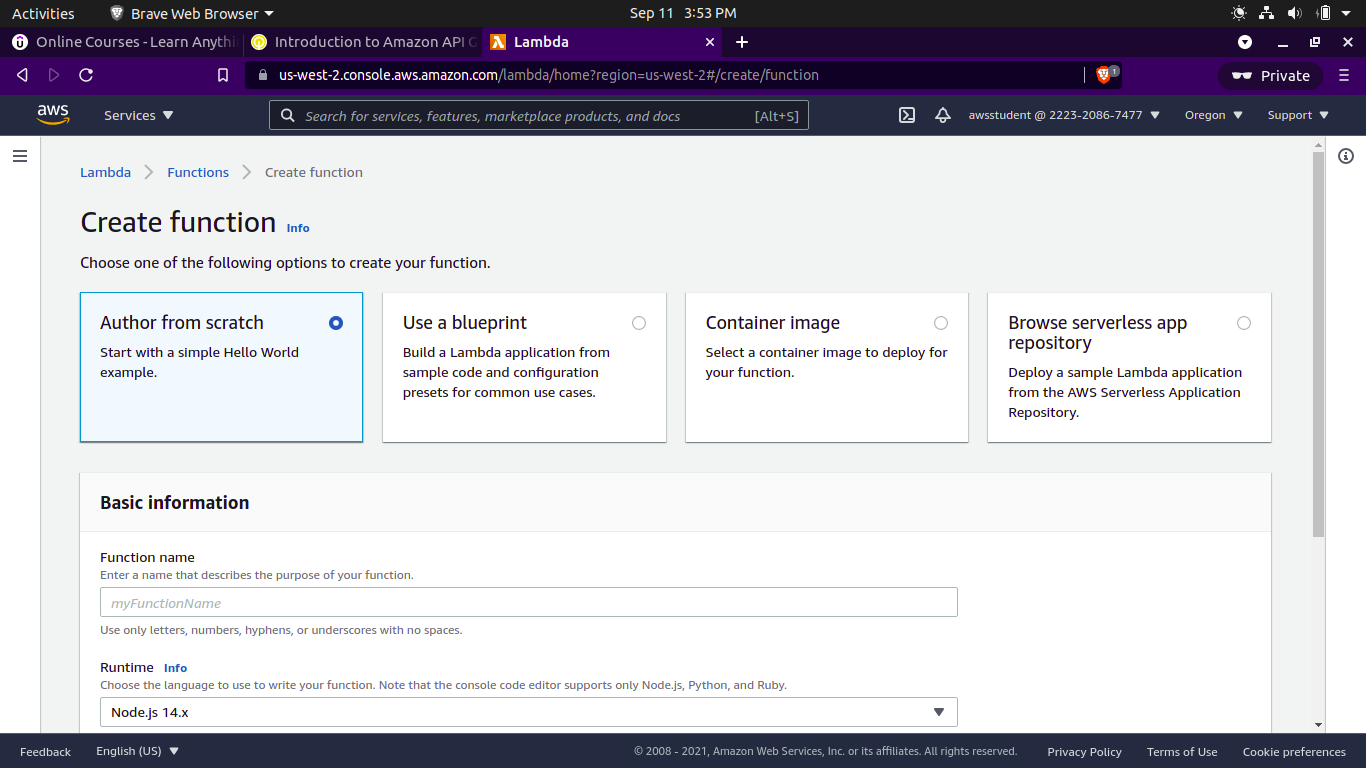 Activities Brave Web Browser Sep 11 3:53 PM
Online Courses - Learn Anythi Introduction to Amazon API G Lambda
us-west-2.console.aws.amazon.com/lambda/home?region=us-west-2#/create/function 1 Private
aws Services Search for services, features, marketplace products, and docs [Alt+S] awsstudent @ 2223-2086-7477 Oregon Support
Lambda Functions Create function
Create function Info
Choose one of the following options to create your function.
Author from scratch
Start with a simple Hello World
example.
Use a blueprint
Build a Lambda application from
sample code and configuration
presets for common use cases.
Container image
Select a container image to deploy for
your function.
Browse serverless app
repository
Deploy a sample Lambda application
from the AWS Serverless Application
Repository.
Basic information
Function name
Enter a name that describes the purpose of your function.
myFunctionName
Use only letters, numbers, hyphens, or underscores with no spaces.
Runtime Info
Choose the language to use to write your function. Note that the console code editor supports only Node.js, Python, and Ruby.
Node.js 14.x
Feedback English (US) © 2008 - 2021, Amazon Web Services, Inc. or its affiliates. All rights reserved. Privacy Policy Terms of Use Cookie preferences